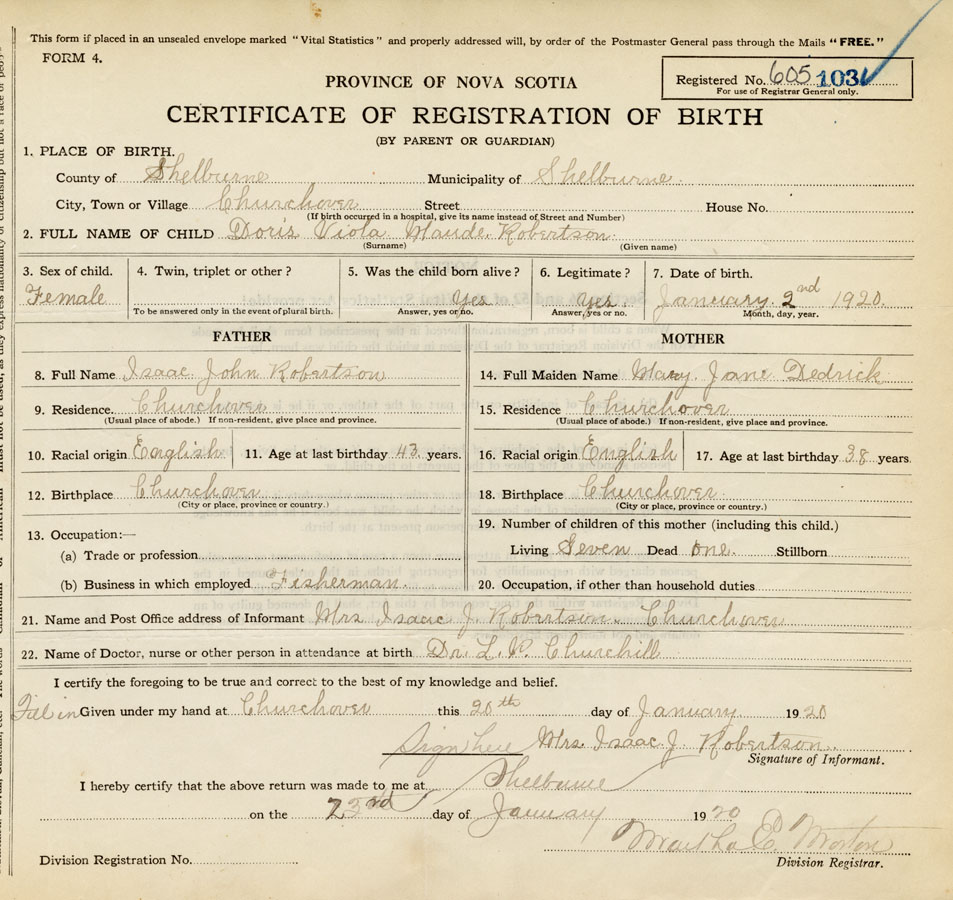 This form if placed in an unsealed envelope marked "Vital Statistics" and properly addressed will, by order of the Postmaster General pass through the Mails "FREE."
FORM 4.
Registered No. 605 1031
For use of Registrar General only.
PROVINCE OF NOVA SCOTIA
CERTIFICATE OF REGISTRATION OF BIRTH
(BY PARENT OR GUARDIAN)
1. PLACE OF BIRTH.
County of Shelburne Municipality of Shelburne.
City, Town or Village Churchover Street House No.
(If birth occurred in a hospital, give its name instead of Street and Number)
2. FULL NAME OF CHILD Doris Viola Maude Robertson
(Surname) (Given name)
3. Sex of child. 4. Twin, triplet or other? 5. Was the child born alive? 6. Legitimate? 7. Date of birth.
Female Yes Yes. January 2nd 1920.
To be answered only in the event of plural birth. Answer, yes or no. Answer, yes or no. Month, day, year.
FATHER MOTHER
8. Full Name Isaac John Robertson 14. Full Maiden Name Mary Jane Dedrick
9. Residence. Churchover 15. Residence Churchover
(Usual place of abode.) If non-resident, give place and province. (Usual place of abode.) If non-resident, give place and province.
10. Racial origin English 11. Age at last birthday 43 years. 16. Racial origin English 17. Age at last birthday 38 years.
12. Birthplace Churchover 18. Birthplace Churchover
(City or place, province or country.) (City or place, province or country.)
13. Occupation:— 19. Number of children of this mother (including this child.)
(a) Trade or profession Living Seven Dead one. Stillborn
(b) Business in which employed Fisherman. 20. Occupation, if other than household duties
21. Name and Post Office address of Informant Mrs Isaac J. Robertson. Churchover
22. Name of Doctor, nurse or other person in attendance at birth Dr. L. P. Churchill
I certify the foregoing to be true and correct to the best of my knowledge and belief.
Fill in Given under my hand at Churchover this 20th day of January 1920
Sign here Mrs. Isaac J. Robertson.
Signature of Informant.
I hereby certify that the above return was made to me at Shelburne
on the 23rd day of January 1920
Martha E. Morton
Division Registration No. Division Registrar.